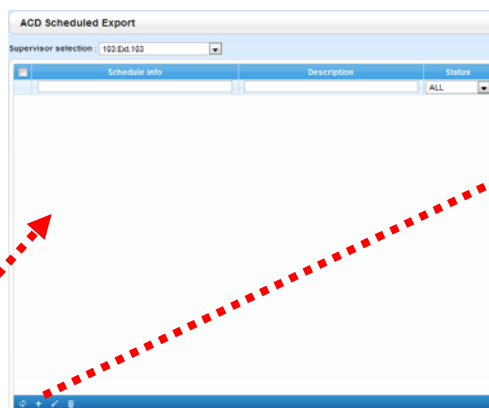 ACD Scheduled Export
Supervisor selection : 103:Ext.103
Schedule info Description Status
ALL